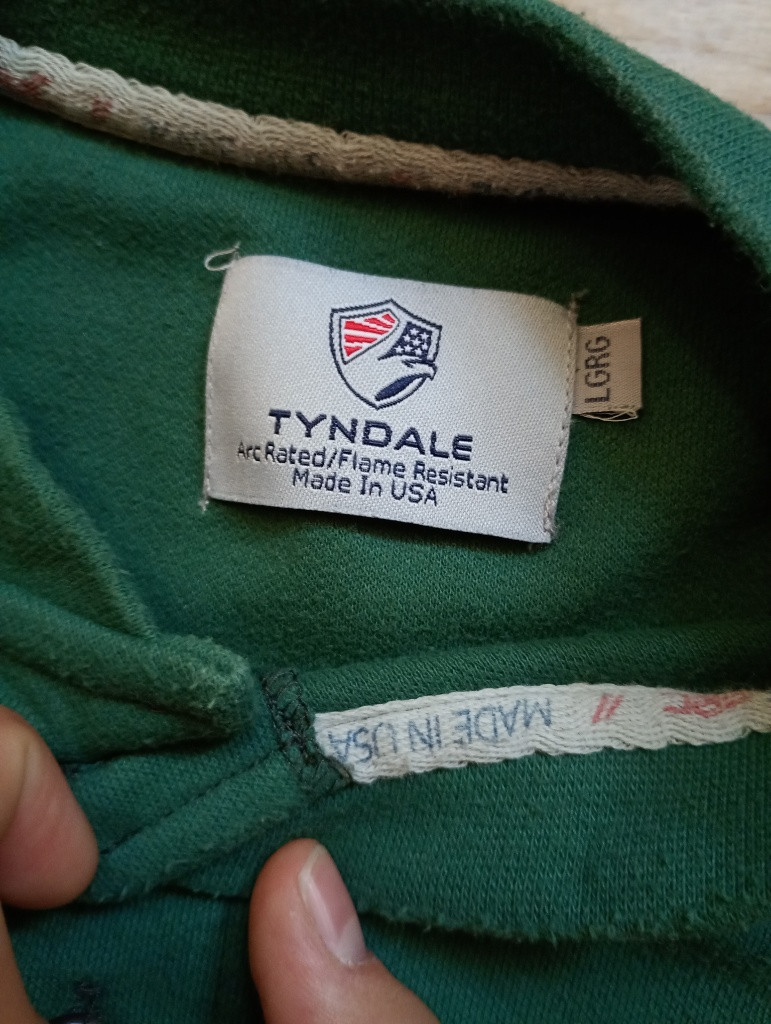 TYNDALE
Arc Rated/Flame Resistant
Made In USA
LGRG
MADE IN USA //